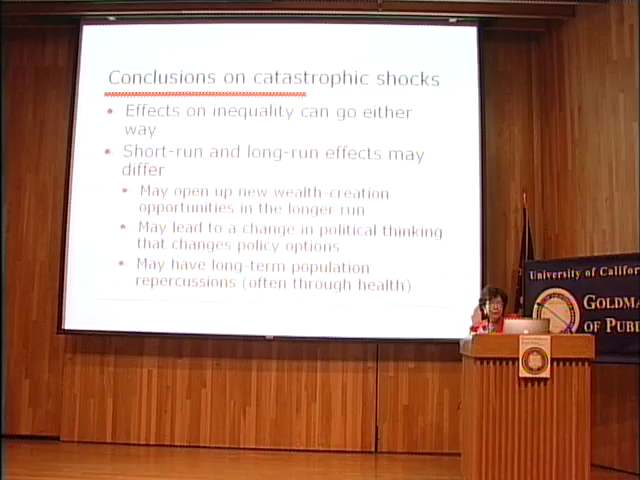 Conclusions on catastrophic shocks
Effects on inequality can go either
way
Short-run and long-run effects may
differ
May open up new wealth-creation
opportunities in the longer run
May lead to a change in political thinking
that changes policy options
May have long-term population
repercussions (often through health)
University of Califor
GOLDMA
OF PUB